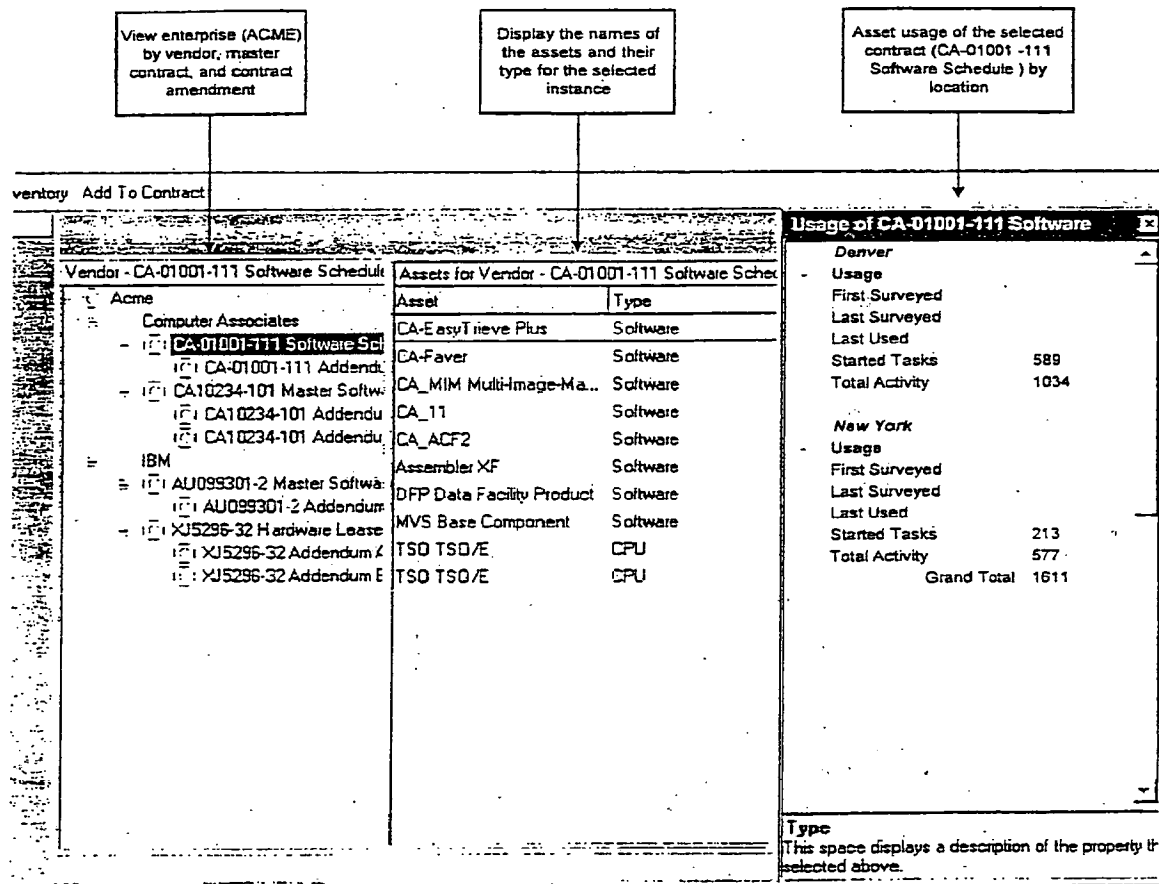 View enterprise (ACME)
by vendor, master
contract, and contract
amendment
Display the names of
the assets and their
type for the selected
instance
Asset usage of the selected
contract (CA-01001 -111
Software Schedule ) by
location
ventory Add To Contract
Vendor - CA-01001-111 Software Schedule
Acme
Computer Associates
CA-01001-111 Software Sch
CA-01001-111 Addendu
CA10234-101 Master Softw
CA10234-101 Addendu
CA10234-101 Addendu
IBM
AU099301-2 Master Softwa
AU099301-2 Addendum
XJ5296-32 Hardware Lease
XJ5296-32 Addendum A
XJ5296-32 Addendum B
Assets for Vendor - CA-01001-111 Software Sched
Asset Type
CA-EasyTrieve Plus Software
CA-Faver Software
CA_MIM Multi-Image-Ma... Software
CA_11 Software
CA_ACF2 Software
Assembler XF Software
DFP Data Facility Product Software
MVS Base Component Software
TSO TSO/E CPU
TSO TSO/E CPU
Usage of CA-01001-111 Software
Denver
- Usage
First Surveyed
Last Surveyed
Last Used
Started Tasks 589
Total Activity 1034
New York
- Usage
First Surveyed
Last Surveyed
Last Used
Started Tasks 213
Total Activity 577
Grand Total 1611
Type
This space displays a description of the property th
selected above.